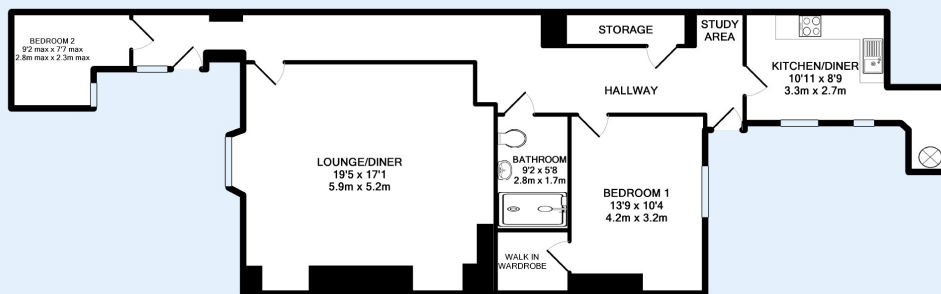 BEDROOM 2
9'2 max x 7'7 max
2.8m max x 2.3m max
STORAGE
STUDY
AREA
KITCHEN/DINER
10'11 x 8'9
3.3m x 2.7m
HALLWAY
LOUNGE/DINER
19'5 x 17'1
5.9m x 5.2m
BATHROOM
9'2 x 5'8
2.8m x 1.7m
BEDROOM 1
13'9 x 10'4
4.2m x 3.2m
WALK IN
WARDROBE